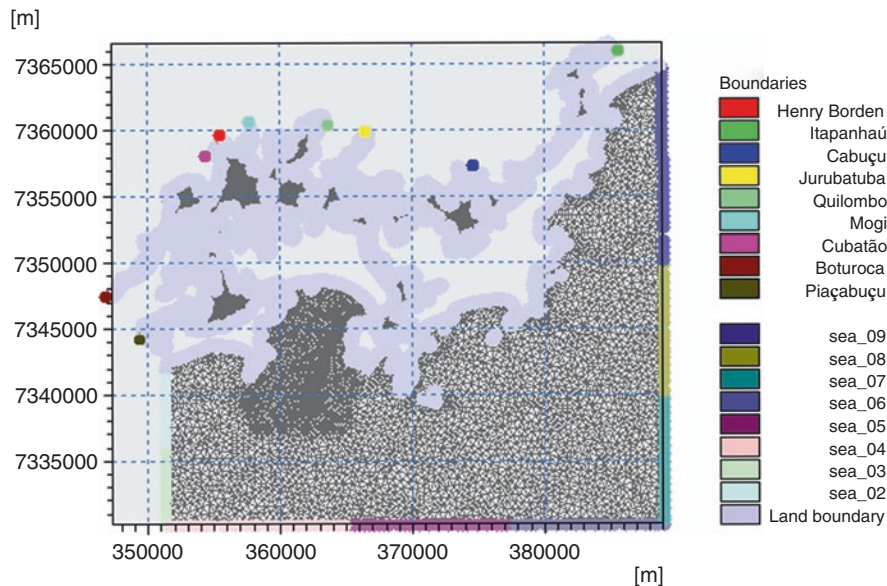 [m]
7365000
7360000
7355000
7350000
7345000
7340000
7335000
350000 360000 370000 380000
[m]
Boundaries
Henry Borden
Itapanhaú
Cabuçu
Jurubatuba
Quilombo
Mogi
Cubatão
Boturoca
Piaçabuçu
sea_09
sea_08
sea_07
sea_06
sea_05
sea_04
sea_03
sea_02
Land boundary